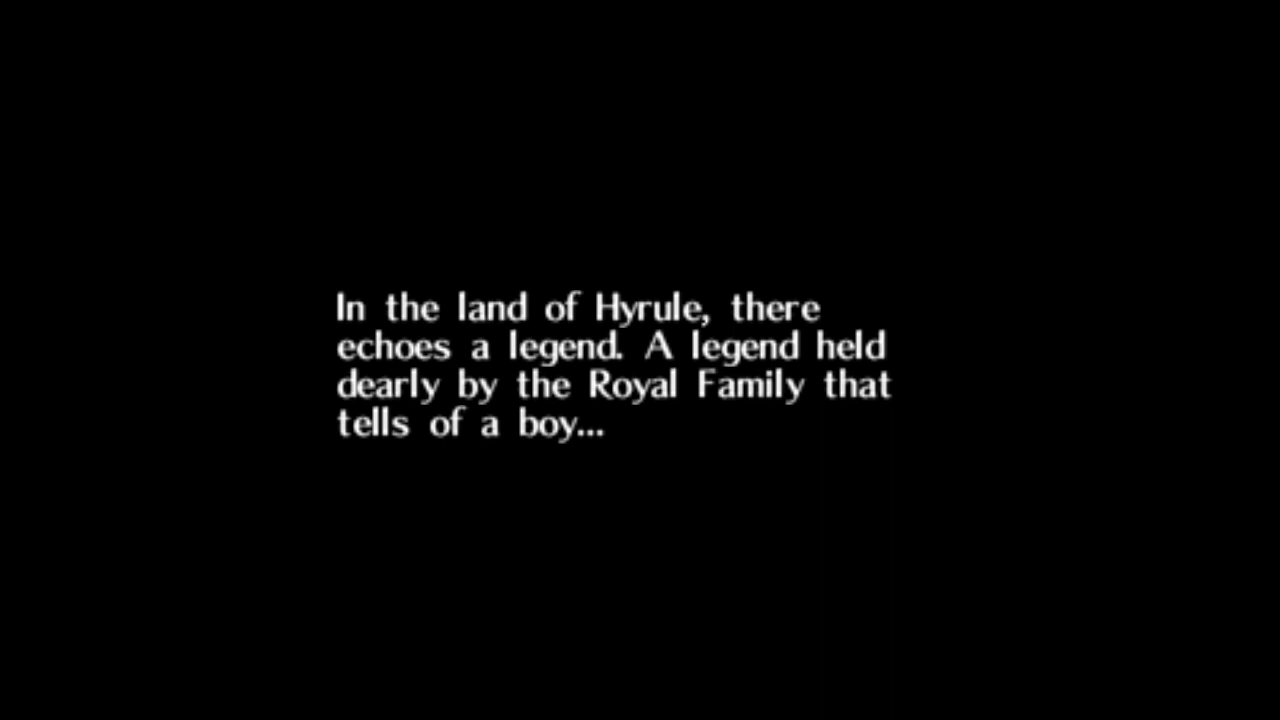 In the land of Hyrule, there
echoes a legend. A legend held
dearly by the Royal Family that
tells of a boy...